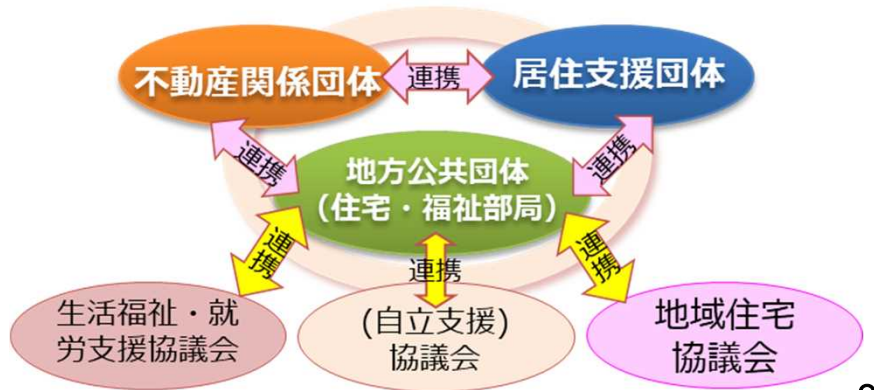 不動産関係団体
連携
居住支援団体
連携
地方公共団体
（住宅・福祉部局）
連携
連携
連携
連携
生活福祉・就
労支援協議会
(自立支援)
協議会
地域住宅
協議会